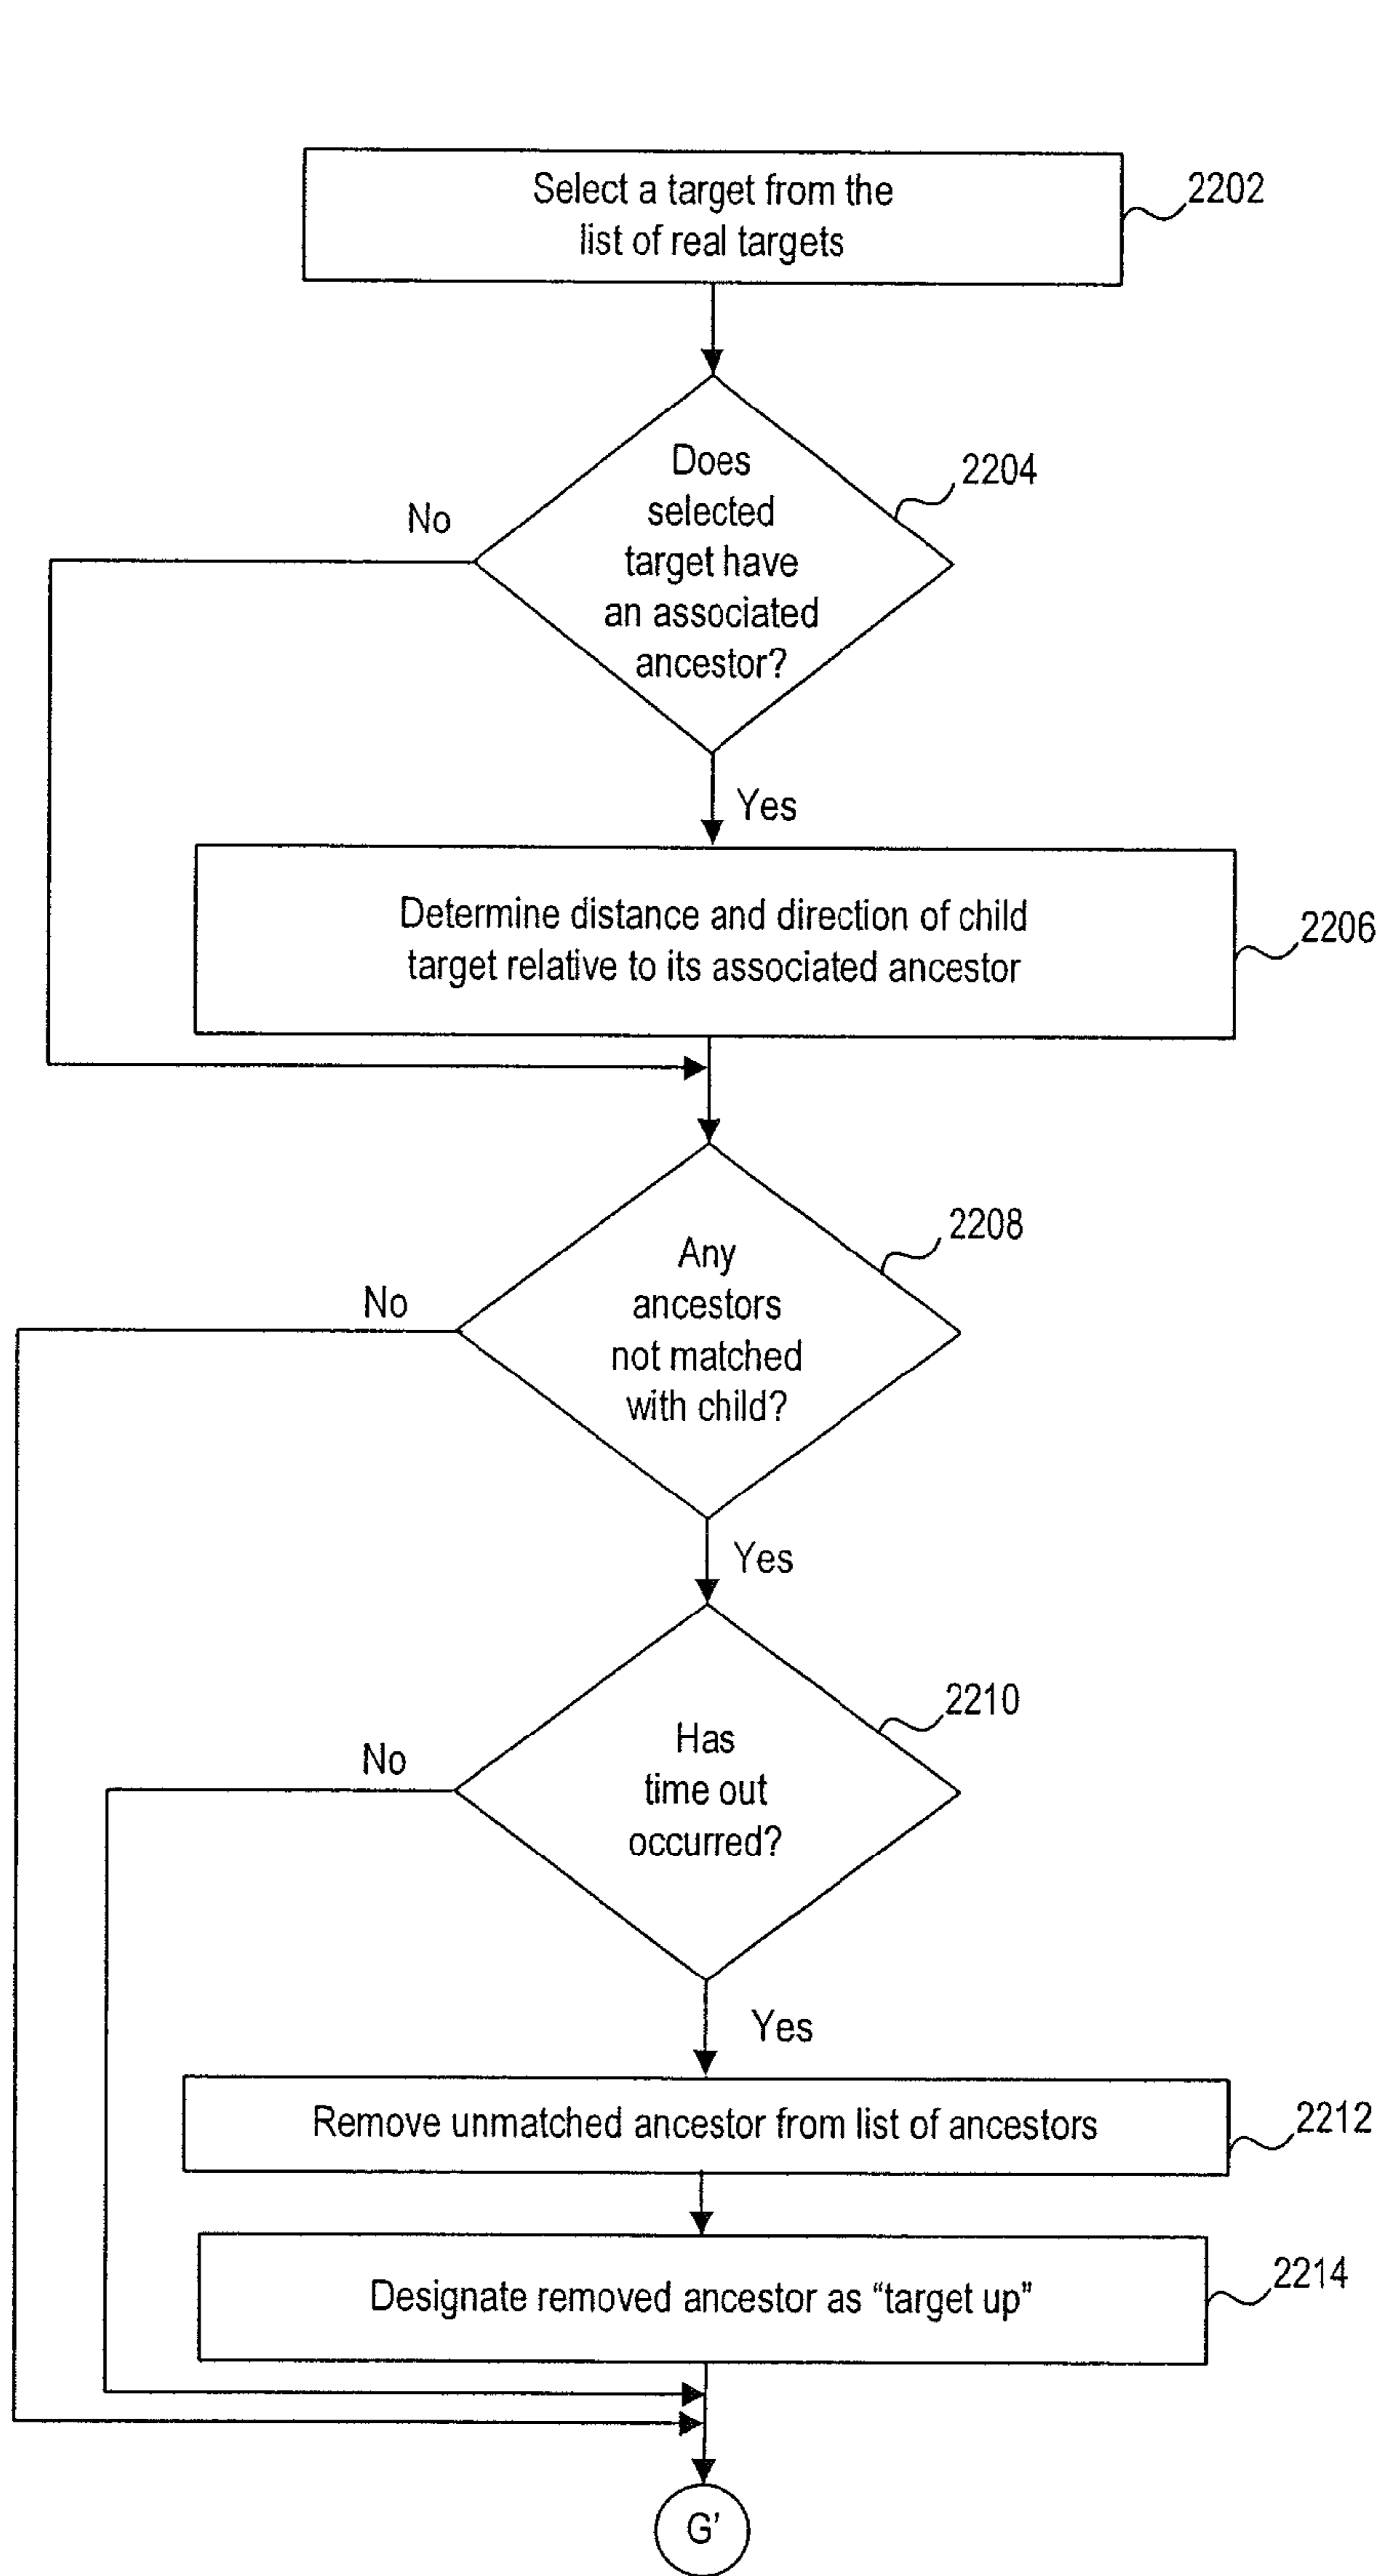 Select a target from the
list of real targets
2202
Does
selected
target have
an associated
ancestor?
2204
No
Yes
Determine distance and direction of child
target relative to its associated ancestor
2206
Any
ancestors
not matched
with child?
2208
No
Yes
Has
time out
occurred?
2210
No
Yes
Remove unmatched ancestor from list of ancestors
2212
Designate removed ancestor as “target up”
2214
G’